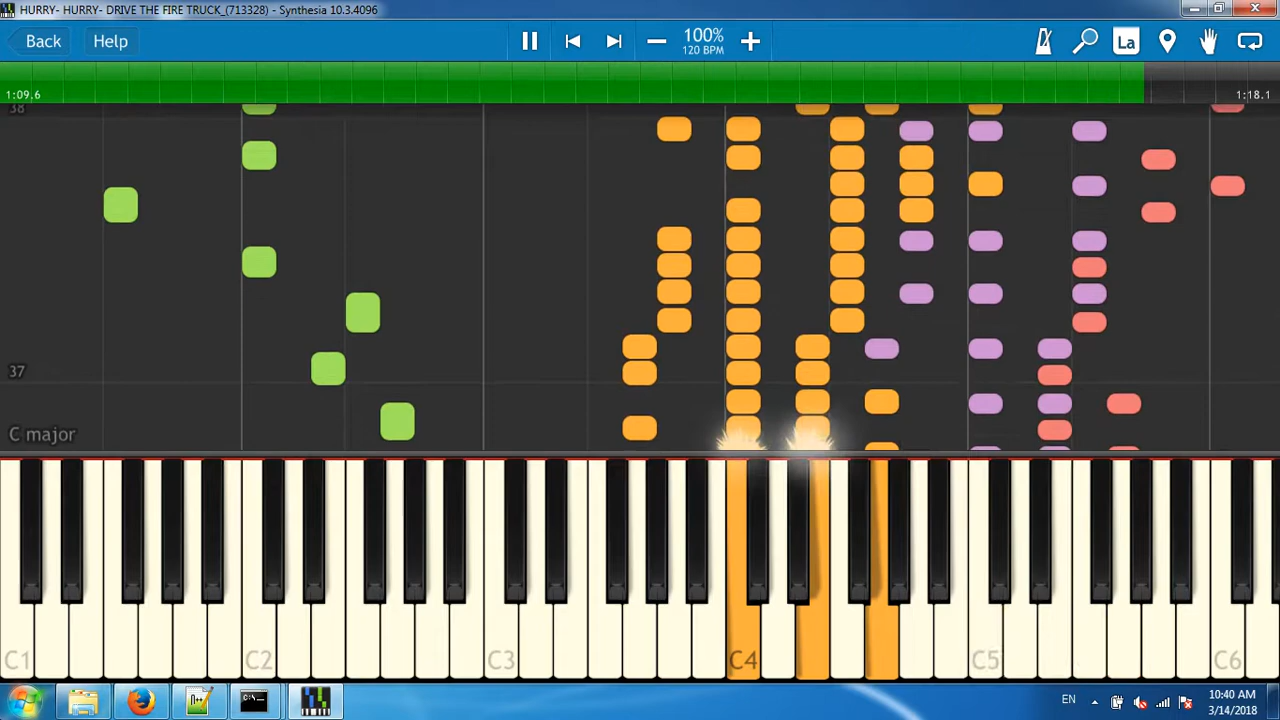 HURRY- HURRY- DRIVE THE FIRE TRUCK_(713328) - Synthesia 10.3.4096
Back
Help
100%
120 BPM
La
1:09.6
1:18.1
38
37
C major
C1
C2
C3
C4
C5
C6
EN
10:40 AM
3/14/2018